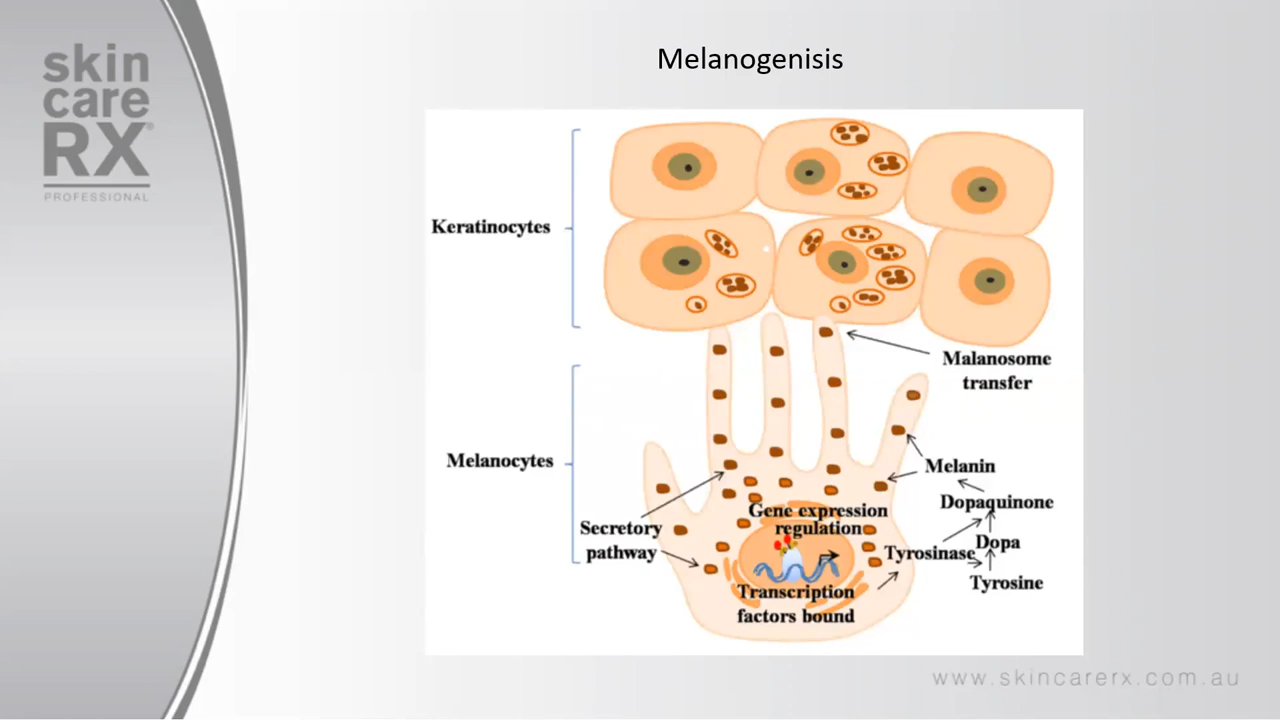 skin
care
RX®
PROFESSIONAL
Melanogenisis
Keratinocytes
Malanosome
transfer
Melanocytes
Melanin
Dopaquinone
Gene expression
regulation
Secretory
pathway
Dopa
Tyrosinase
Tyrosine
Transcription
factors bound
www.skincarerx.com.au